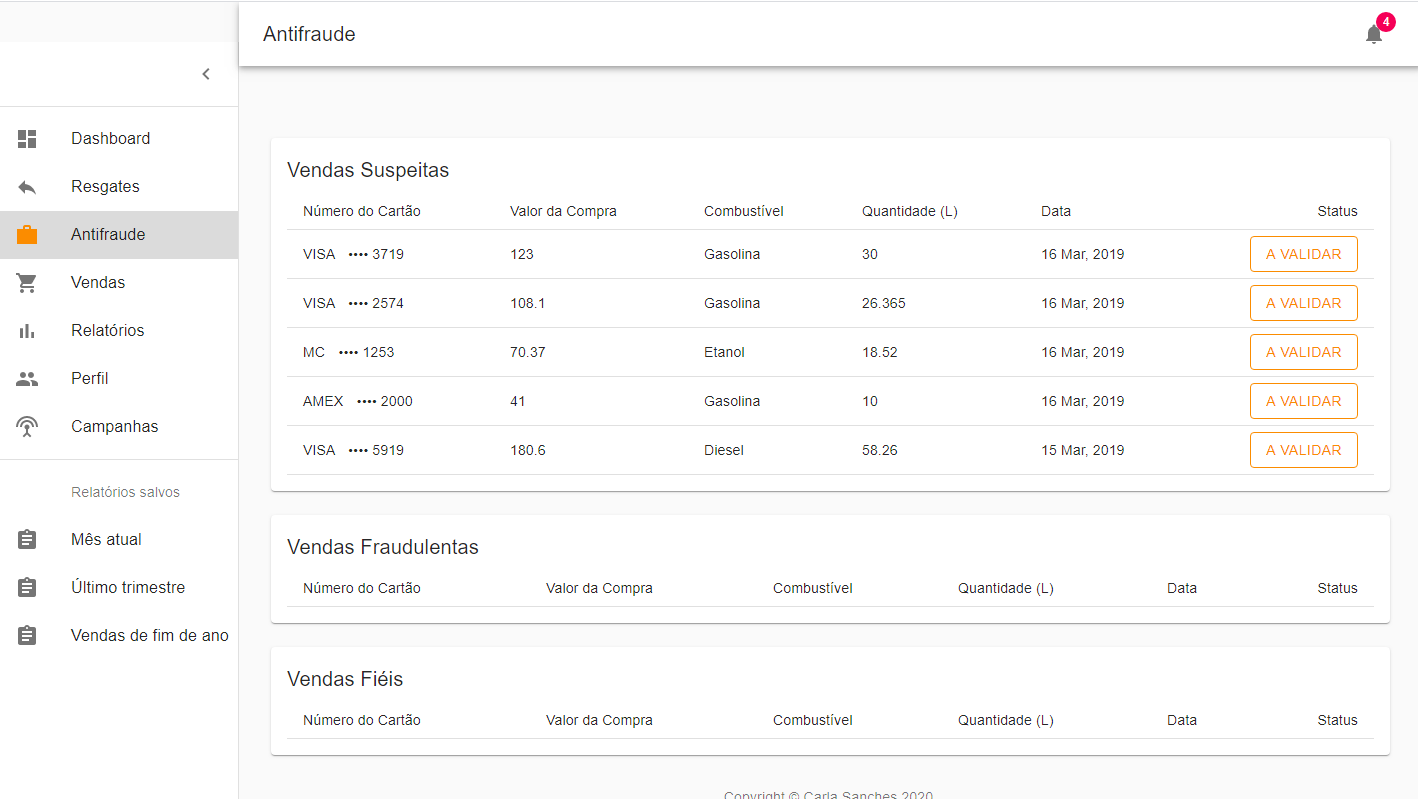 Antifraude
4
Dashboard
Resgates
Antifraude
Vendas
Relatórios
Perfil
Campanhas
Relatórios salvos
Mês atual
Último trimestre
Vendas de fim de ano
Vendas Suspeitas
Número do Cartão Valor da Compra Combustível Quantidade (L) Data Status
VISA •••• 3719 123 Gasolina 30 16 Mar, 2019 A VALIDAR
VISA •••• 2574 108.1 Gasolina 26.365 16 Mar, 2019 A VALIDAR
MC •••• 1253 70.37 Etanol 18.52 16 Mar, 2019 A VALIDAR
AMEX •••• 2000 41 Gasolina 10 16 Mar, 2019 A VALIDAR
VISA •••• 5919 180.6 Diesel 58.26 15 Mar, 2019 A VALIDAR
Vendas Fraudulentas
Número do Cartão Valor da Compra Combustível Quantidade (L) Data Status
Vendas Fiéis
Número do Cartão Valor da Compra Combustível Quantidade (L) Data Status
Copyright © Carla Sanches 2020